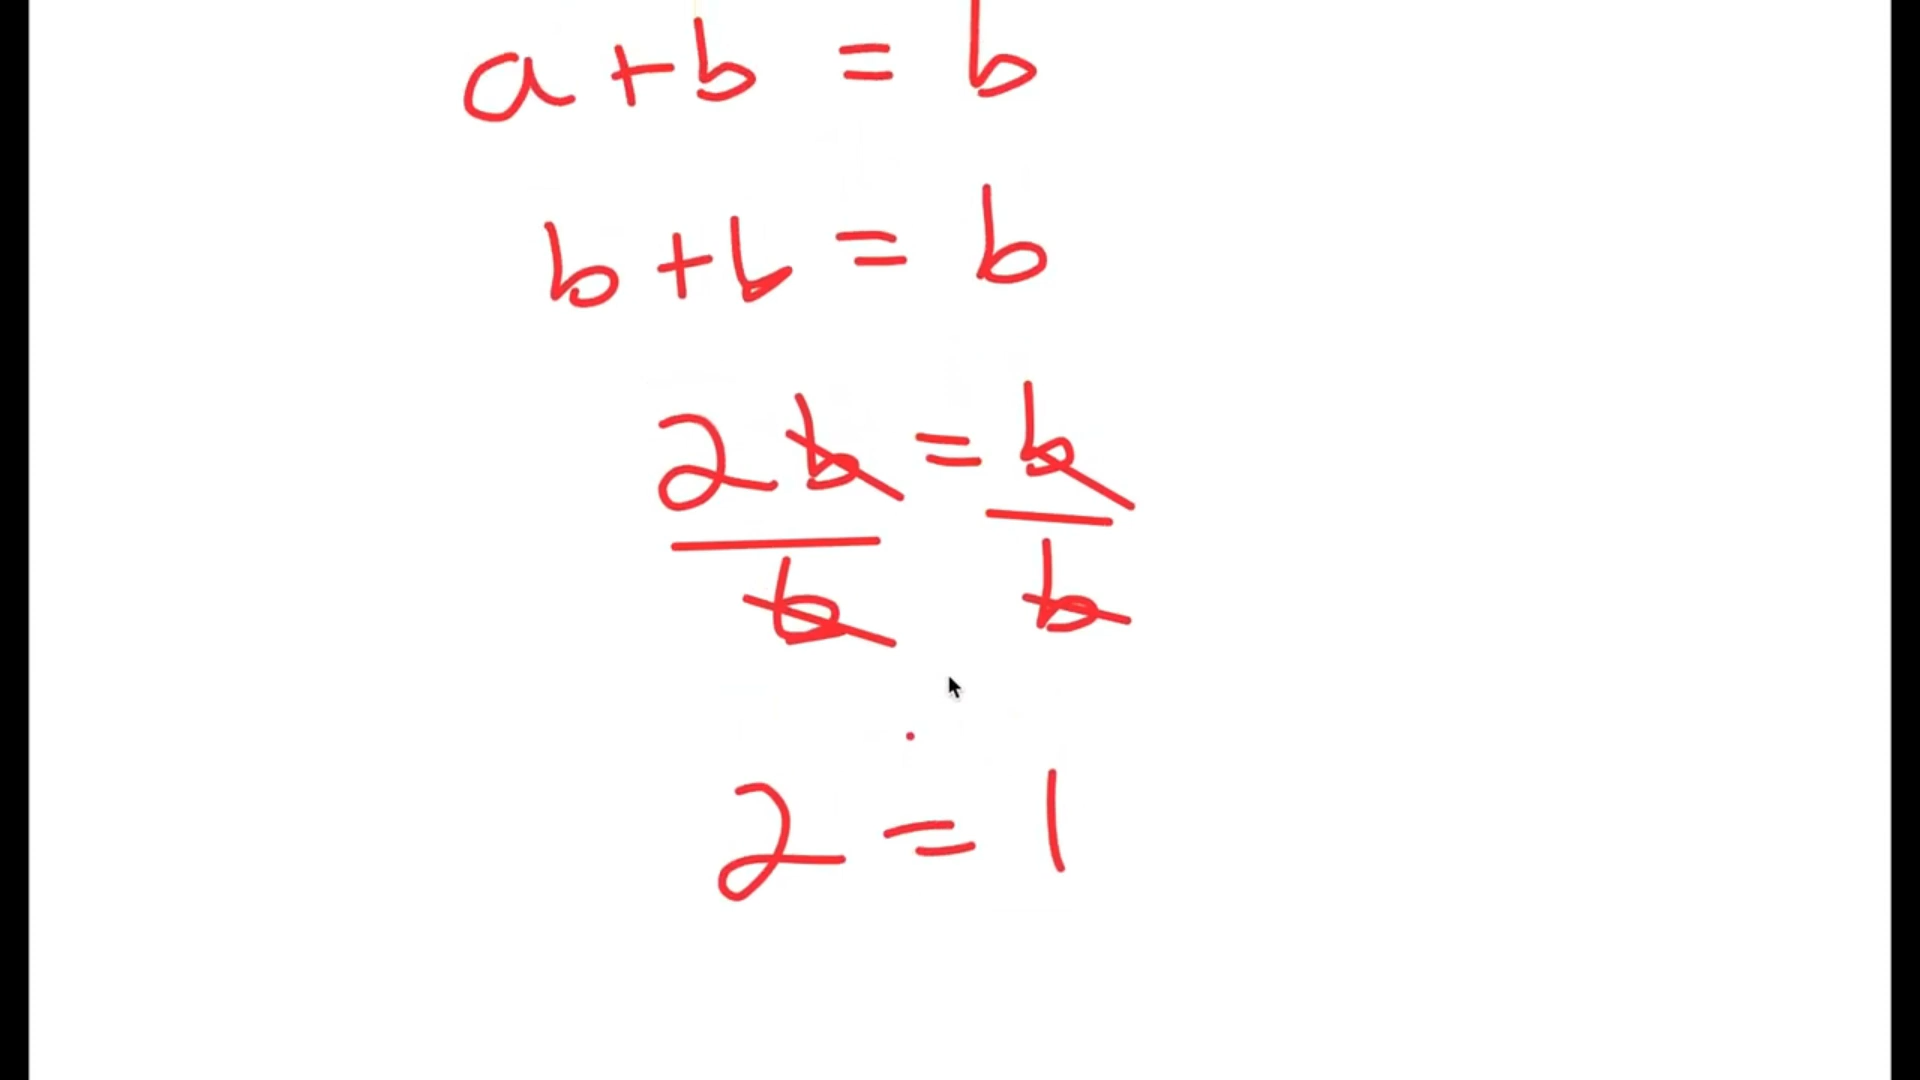 a + b = b
b + b = b
2b = b
b b
2 = 1